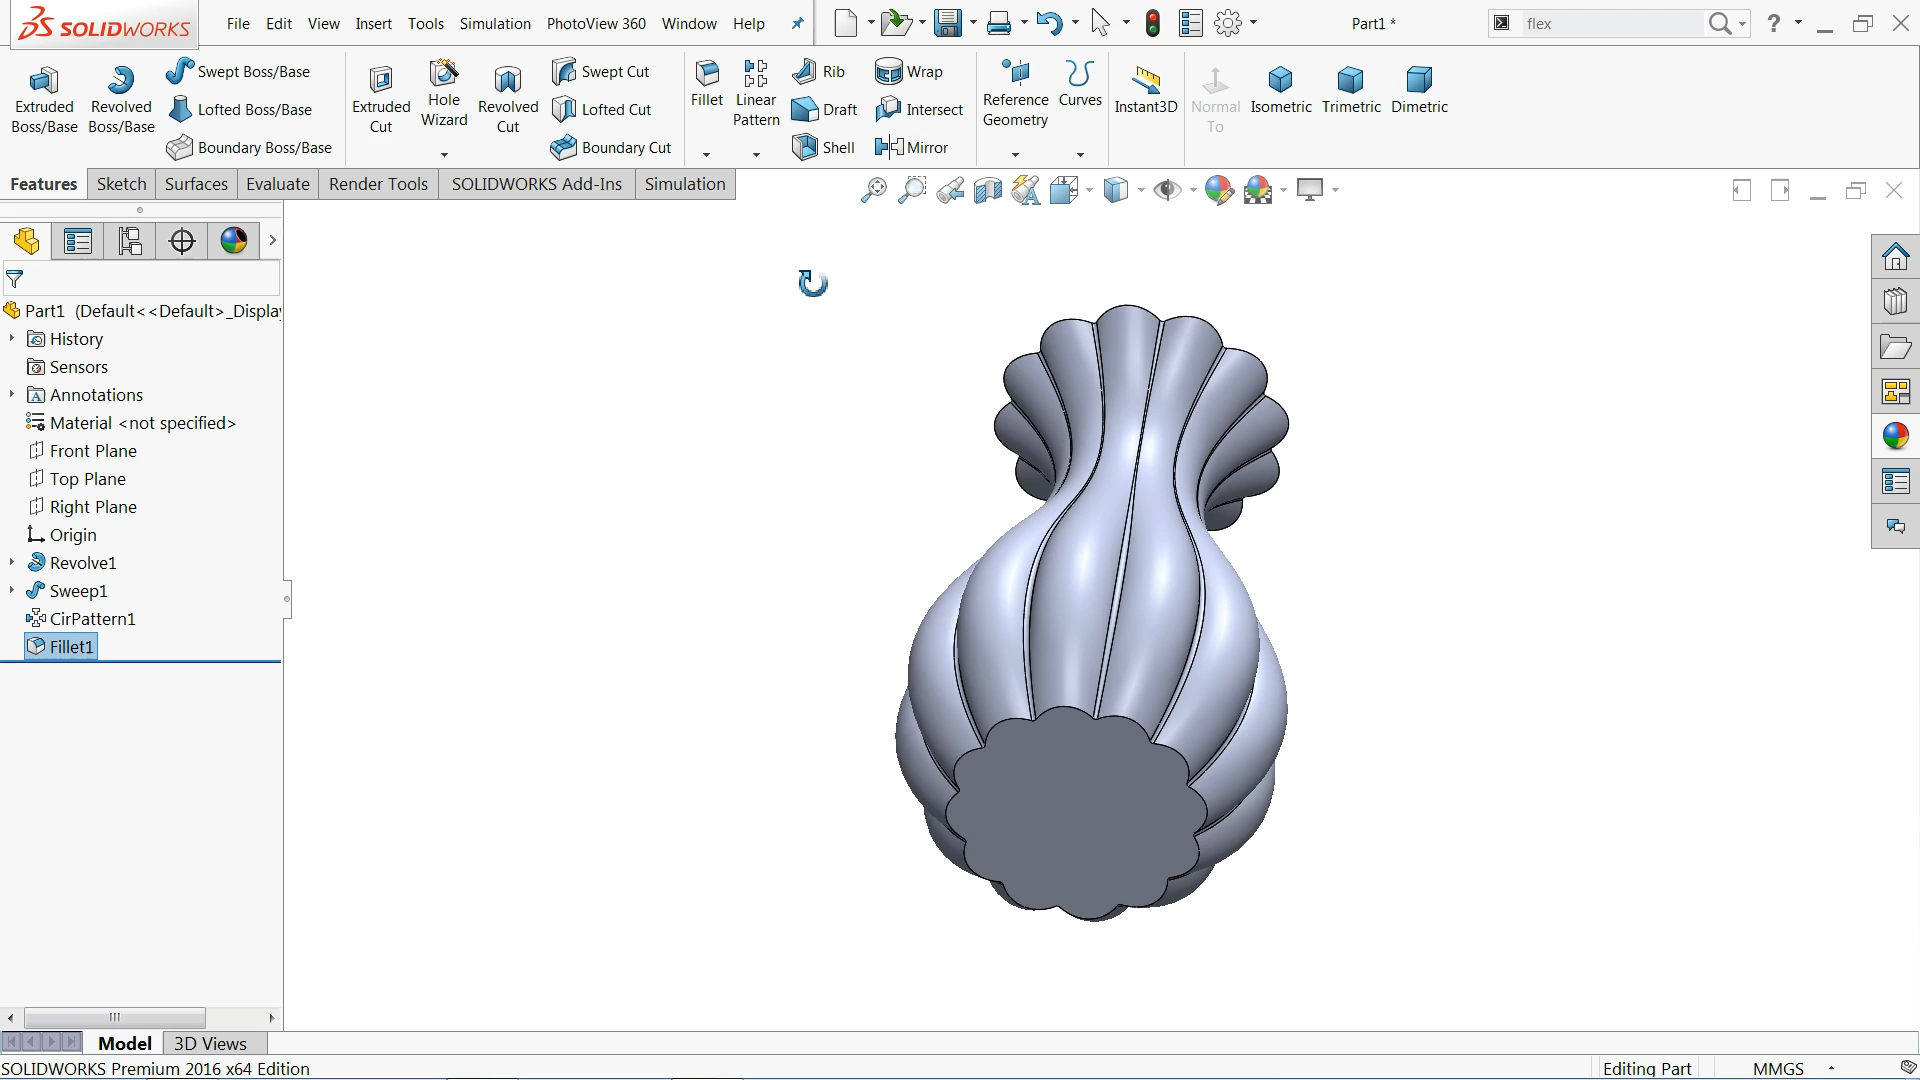 SOLIDWORKS
File Edit View Insert Tools Simulation PhotoView 360 Window Help
Part1 *
flex
Extruded Boss/Base
Revolved Boss/Base
Swept Boss/Base
Lofted Boss/Base
Boundary Boss/Base
Extruded Cut
Hole Wizard
Revolved Cut
Swept Cut
Lofted Cut
Boundary Cut
Fillet
Linear Pattern
Rib
Draft
Shell
Wrap
Intersect
Mirror
Reference Geometry
Curves
Instant3D
Normal To
Isometric
Trimetric
Dimetric
Features Sketch Surfaces Evaluate Render Tools SOLIDWORKS Add-Ins Simulation
Part1 (Default<<Default>_Displa
History
Sensors
Annotations
Material <not specified>
Front Plane
Top Plane
Right Plane
Origin
Revolve1
Sweep1
CirPattern1
Fillet1
Model 3D Views
SOLIDWORKS Premium 2016 x64 Edition
Editing Part
MMGS